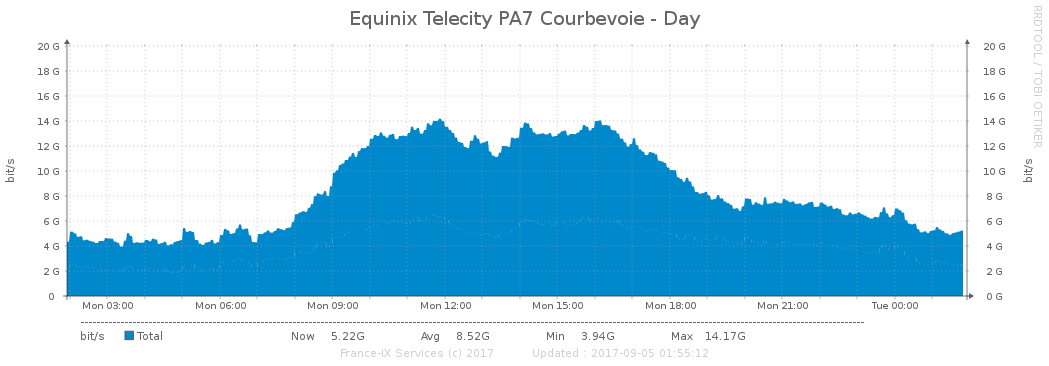 Equinix Telecity PA7 Courbevoie - Day
RRDTOOL / TOBI OETIKER
bit/s
20 G 20 G
18 G 18 G
16 G 16 G
14 G 14 G
12 G 12 G
10 G 10 G
8 G 8 G
6 G 6 G
4 G 4 G
2 G 2 G
0 0 G
bit/s
Mon 03:00 Mon 06:00 Mon 09:00 Mon 12:00 Mon 15:00 Mon 18:00 Mon 21:00 Tue 00:00
bit/s Total Now 5.22G Avg 8.52G Min 3.94G Max 14.17G
France-IX Services (c) 2017 Updated : 2017-09-05 01:55:12